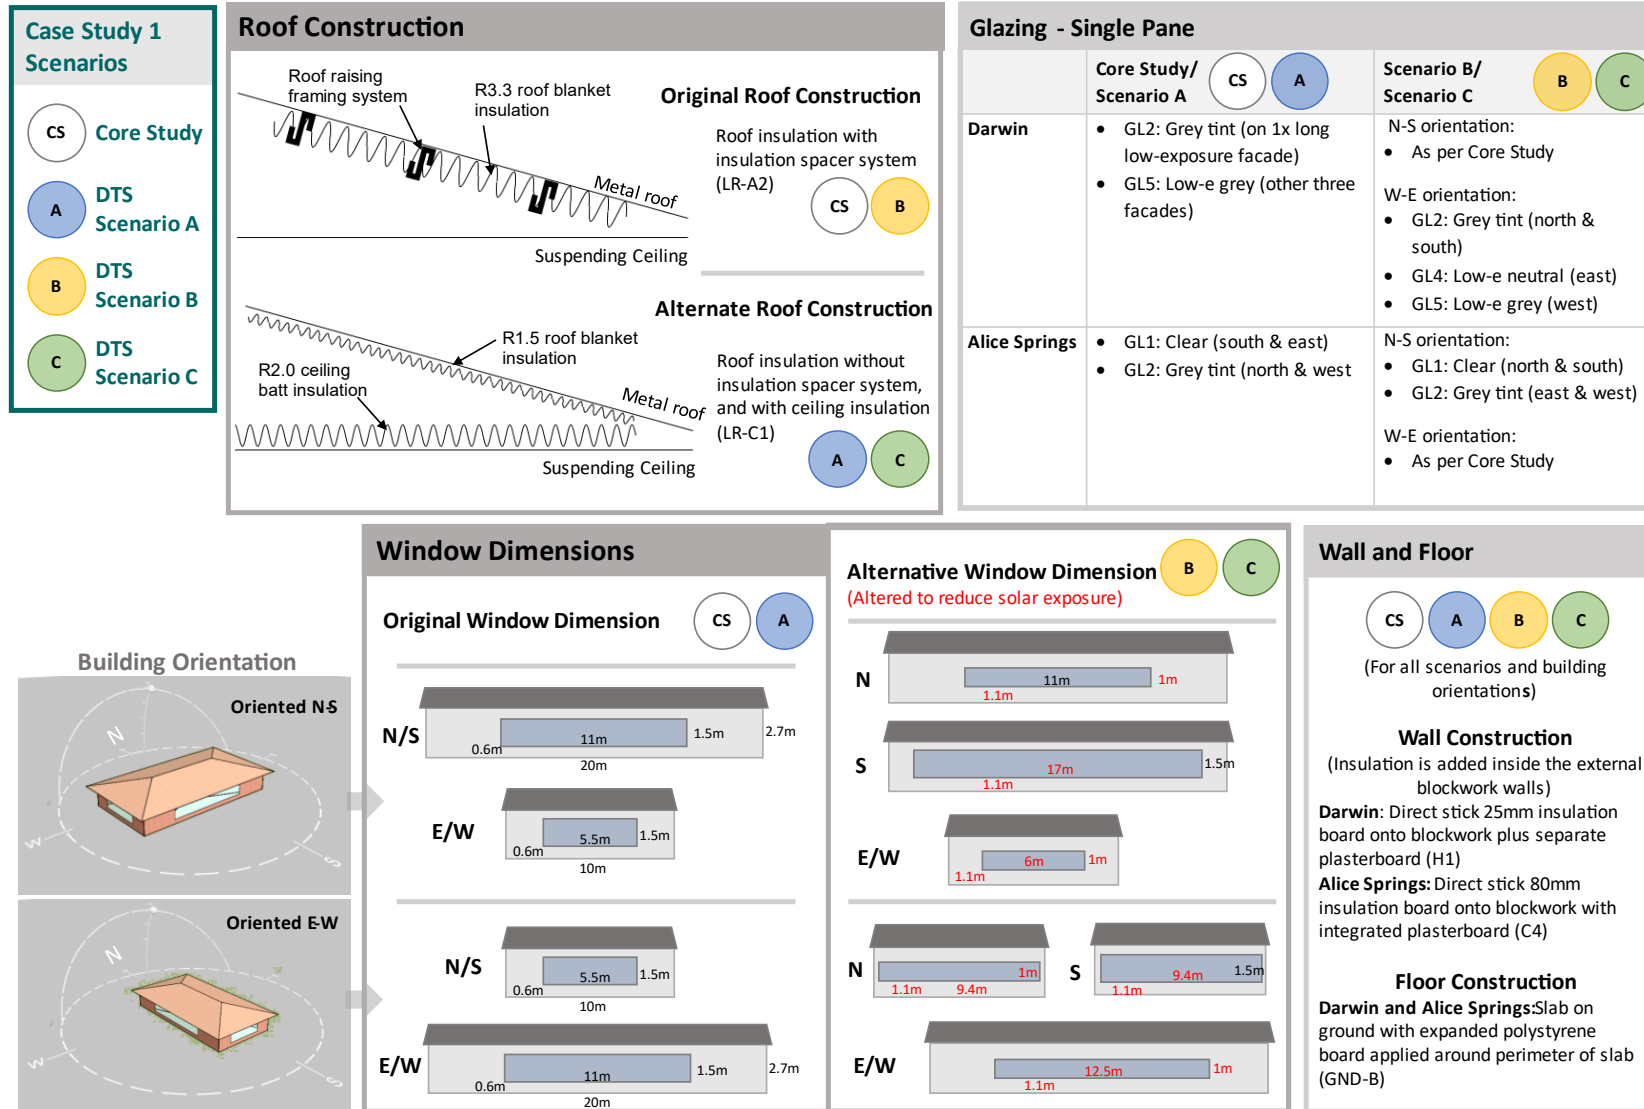 Case Study 1
Scenarios
CS
Core Study
A
DTS
Scenario A
B
DTS
Scenario B
C
DTS
Scenario C
Roof Construction
Roof raising
framing system
R3.3 roof blanket
insulation
Metal roof
Suspending Ceiling
Original Roof Construction
Roof insulation with
insulation spacer system
(LR-A2)
CS
B
R1.5 roof blanket
insulation
R2.0 ceiling
batt insulation
Metal roof
Suspending Ceiling
Alternate Roof Construction
Roof insulation without
insulation spacer system,
and with ceiling insulation
(LR-C1)
A
C
Glazing - Single Pane
Core Study/
Scenario A
CS
A
Scenario B/
Scenario C
B
C
Darwin
• GL2: Grey tint (on 1x long
low-exposure facade)
• GL5: Low-e grey (other three
facades)
N-S orientation:
• As per Core Study
W-E orientation:
• GL2: Grey tint (north &
south)
• GL4: Low-e neutral (east)
• GL5: Low-e grey (west)
Alice Springs
• GL1: Clear (south & east)
• GL2: Grey tint (north & west
N-S orientation:
• GL1: Clear (north & south)
• GL2: Grey tint (east & west)
W-E orientation:
• As per Core Study
Building Orientation
Oriented N-S
N
W
S
Oriented E-W
N
W
S
Window Dimensions
Original Window Dimension
CS
A
N/S
0.6m
11m
1.5m
2.7m
20m
E/W
0.6m
5.5m
1.5m
10m
N/S
0.6m
5.5m
1.5m
10m
E/W
0.6m
11m
1.5m
2.7m
20m
Alternative Window Dimension
(Altered to reduce solar exposure)
B
C
N
11m
1m
1.1m
S
17m
1.5m
1.1m
E/W
6m
1m
1.1m
N
1m
1.1m
9.4m
S
9.4m
1.5m
1.1m
E/W
12.5m
1m
1.1m
Wall and Floor
CS
A
B
C
(For all scenarios and building
orientations)
Wall Construction
(Insulation is added inside the external
blockwork walls)
Darwin: Direct stick 25mm insulation
board onto blockwork plus separate
plasterboard (H1)
Alice Springs: Direct stick 80mm
insulation board onto blockwork with
integrated plasterboard (C4)
Floor Construction
Darwin and Alice Springs:Slab on
ground with expanded polystyrene
board applied around perimeter of slab
(GND-B)